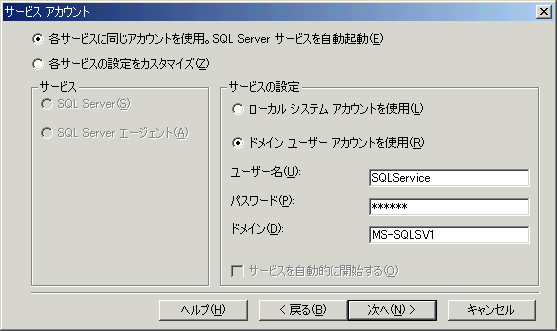 サービス アカウント
各サービスに同じアカウントを使用。SQL Server サービスを自動起動(E)
各サービスの設定をカスタマイズ(Z)
サービス
SQL Server(S)
SQL Server エージェント(A)
サービスの設定
ローカル システム アカウントを使用(L)
ドメイン ユーザー アカウントを使用(R)
ユーザー名(U):
SQLService
パスワード(P):
******
ドメイン(D):
MS-SQLSV1
サービスを自動的に開始する(O)
ヘルプ(H)
< 戻る(B)
次へ(N) >
キャンセル